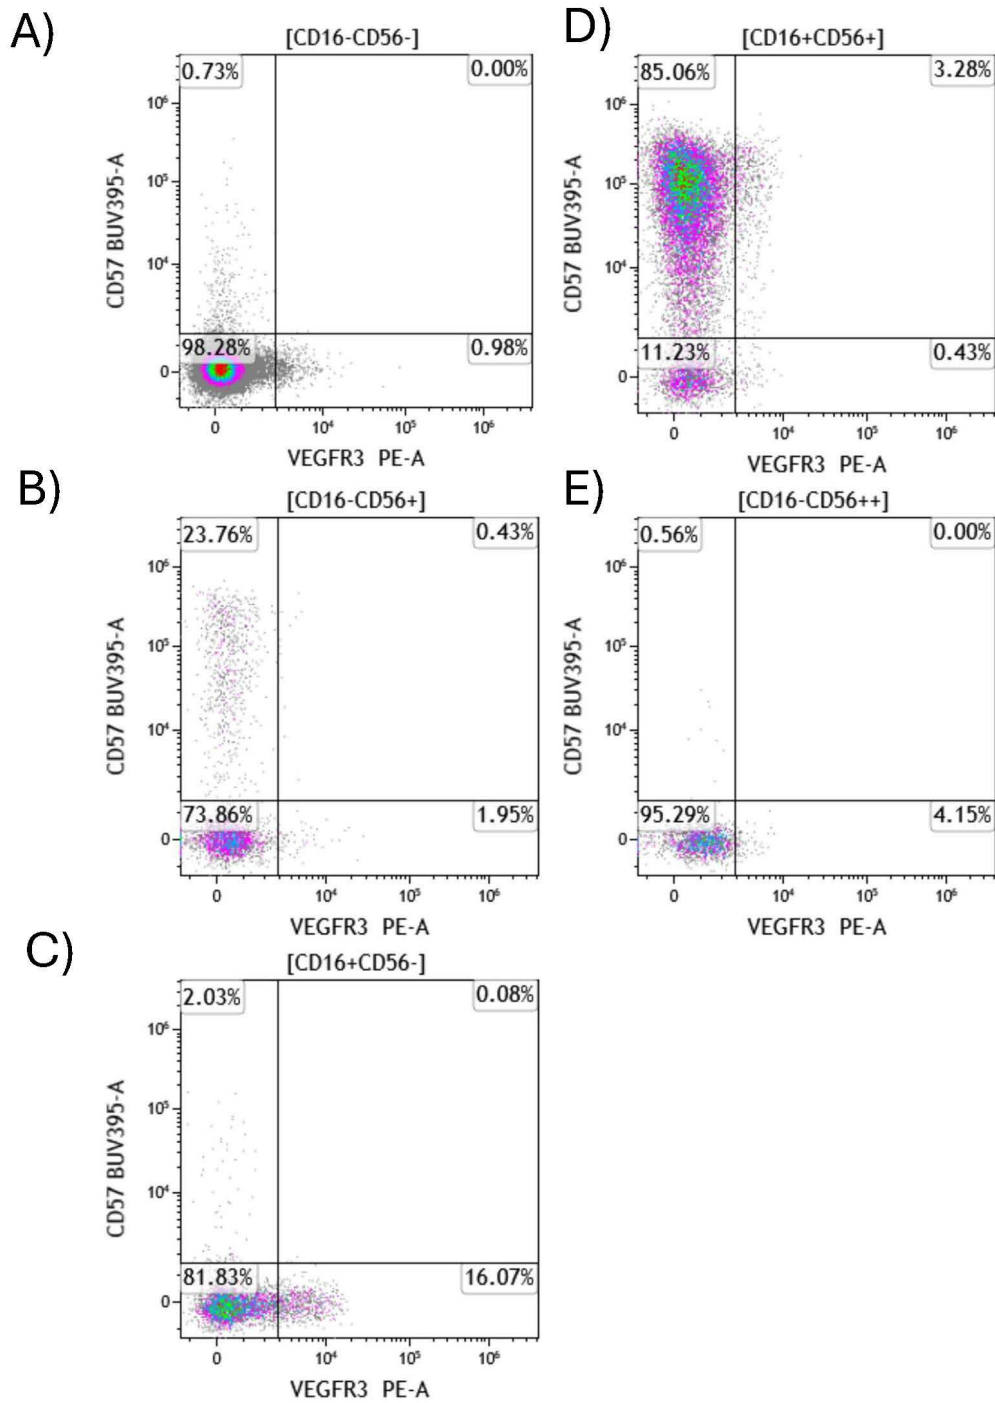 A)
[CD16-CD56-]
0.73%
0.00%
10⁶
10⁵
10⁴
0
98.28%
0.98%
CD57 BUV395-A
0 10⁴ 10⁵ 10⁶
VEGFR3 PE-A
D)
[CD16+CD56+]
85.06%
3.28%
10⁶
10⁵
10⁴
0
11.23%
0.43%
CD57 BUV395-A
0 10⁴ 10⁵ 10⁶
VEGFR3 PE-A
B)
[CD16-CD56+]
23.76%
0.43%
10⁶
10⁵
10⁴
0
73.86%
1.95%
CD57 BUV395-A
0 10⁴ 10⁵ 10⁶
VEGFR3 PE-A
E)
[CD16-CD56++]
0.56%
0.00%
10⁶
10⁵
10⁴
0
95.29%
4.15%
CD57 BUV395-A
0 10⁴ 10⁵ 10⁶
VEGFR3 PE-A
C)
[CD16+CD56-]
2.03%
0.08%
10⁶
10⁵
10⁴
0
81.83%
16.07%
CD57 BUV395-A
0 10⁴ 10⁵ 10⁶
VEGFR3 PE-A